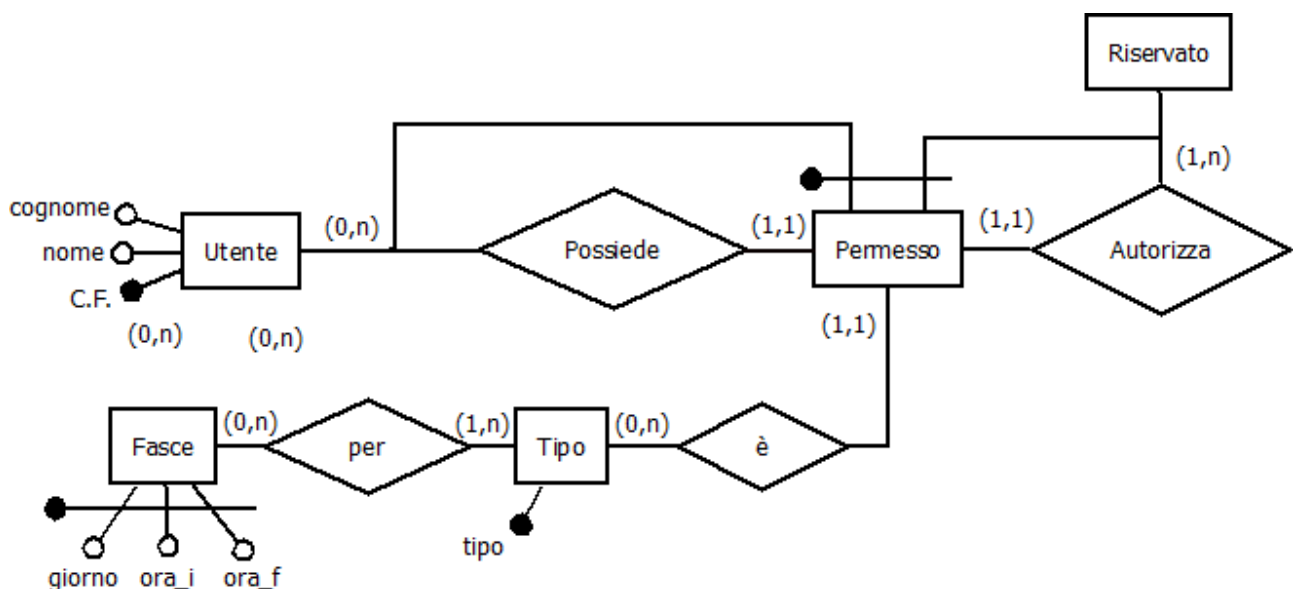 Riservato
(1,n)
cognome
nome
C.F.
Utente
(0,n)
Possiede
(1,1)
Permesso
(1,1)
Autorizza
(0,n)
(0,n)
(1,1)
Fasce
(0,n)
per
(1,n)
Tipo
(0,n)
è
tipo
giorno
ora_i
ora_f